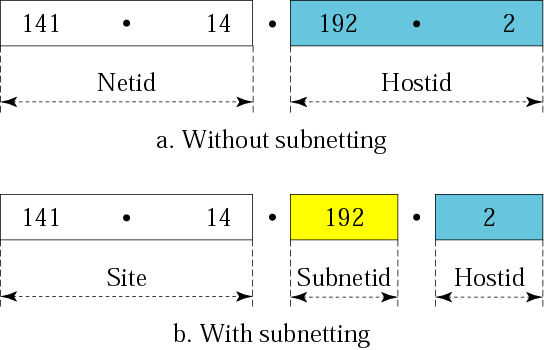 141 • 14 • 192 • 2
Netid Hostid
a. Without subnetting
141 • 14 • 192 • 2
Site Subnetid Hostid
b. With subnetting